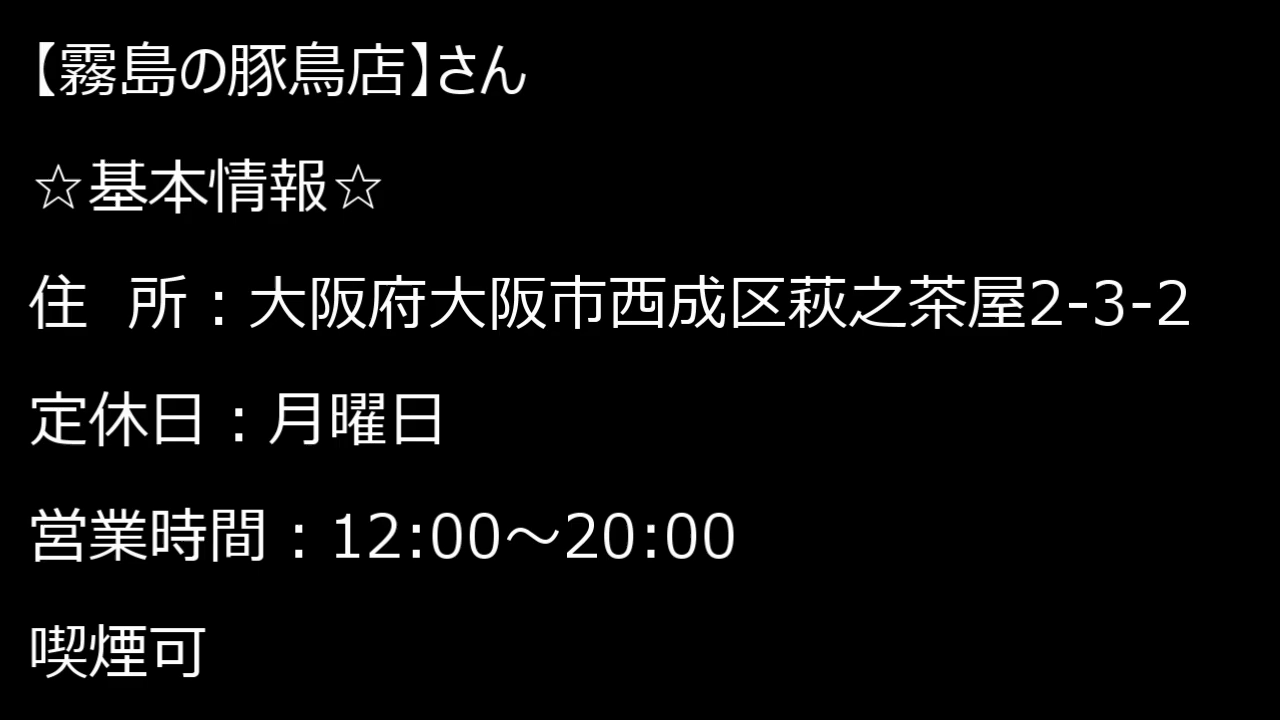 【霧島の豚鳥店】さん
☆基本情報☆
住　所：大阪府大阪市西成区萩之茶屋2-3-2
定休日：月曜日
営業時間：12:00～20:00
喫煙可